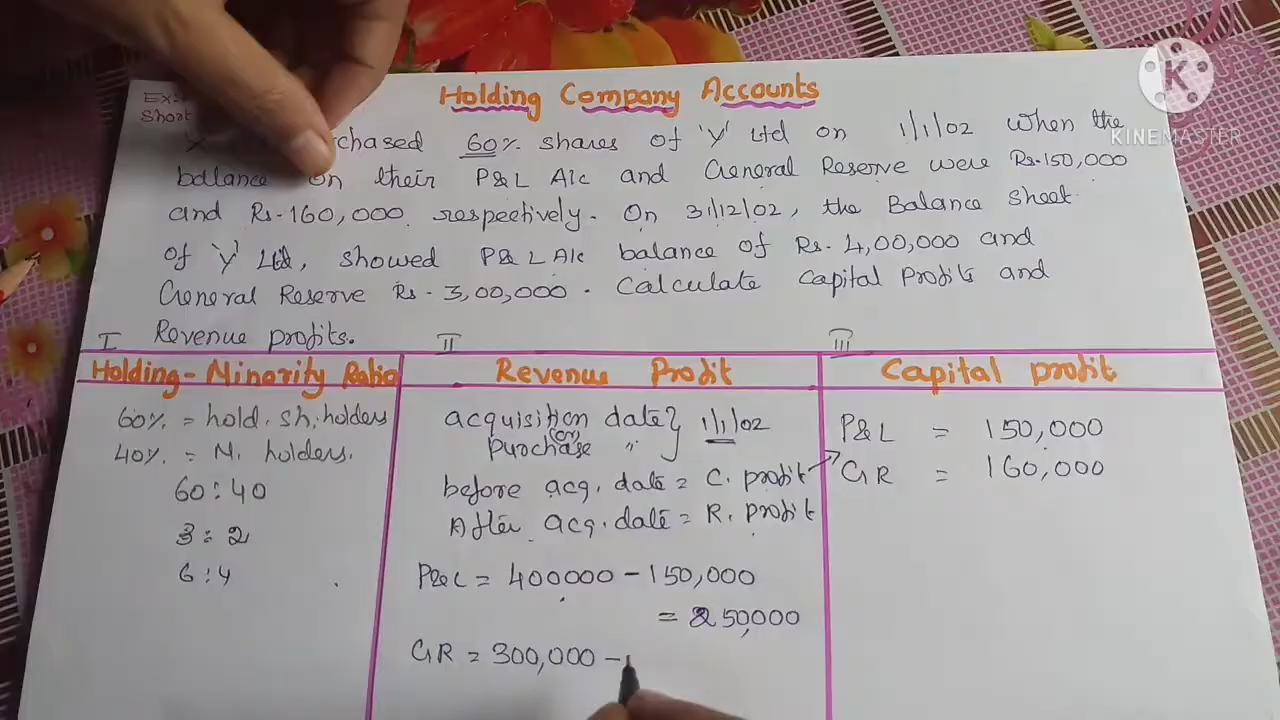 Holding Company Accounts
Short
60% shares of 'Y' Ltd on 1/1/02 when the
balance on their P&L A/c and General Reserve were Rs.150,000
and Rs.160,000 respectively. On 31/12/02, the Balance sheet
of 'Y' Ltd, showed P&L A/c balance of Rs. 4,00,000 and
General Reserve Rs. 3,00,000. Calculate Capital Profits and
Revenue profits.
I
Holding-Minority Ratio
60% = hold. sh. holders
40% = M. holders.
60:40
3:2
6:4
II
Revenue Profit
acquisition date } 1/1/02
(or)
purchase "
before acq. date = C. profit
After acq. date = R. profit
P&L = 400000 - 150,000
= 250,000
GR = 300,000 -
III
Capital profit
P&L = 150,000
GR = 160,000
K
KINEMASTER